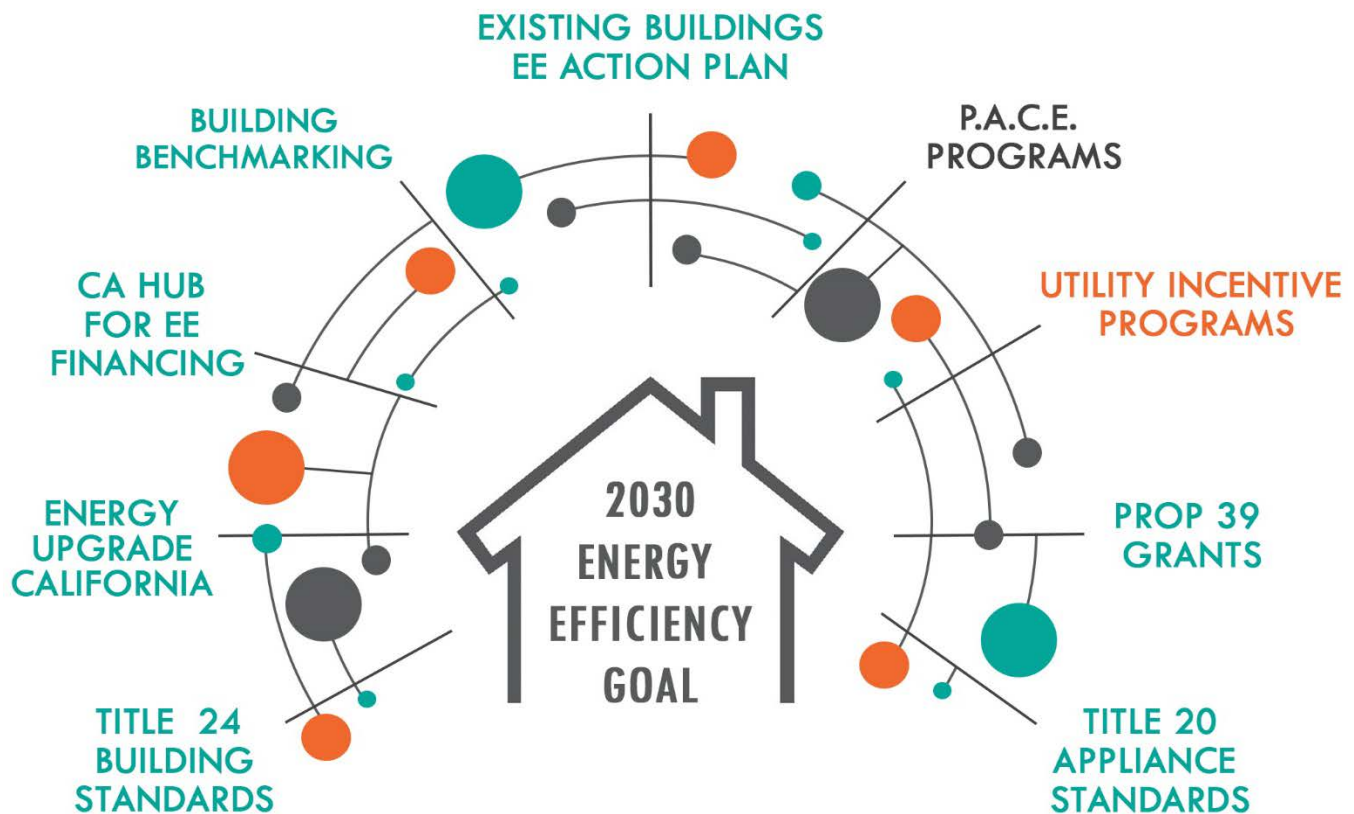 EXISTING BUILDINGS
EE ACTION PLAN
BUILDING
BENCHMARKING
P.A.C.E.
PROGRAMS
CA HUB
FOR EE
FINANCING
UTILITY INCENTIVE
PROGRAMS
ENERGY
UPGRADE
CALIFORNIA
2030
ENERGY
EFFICIENCY
GOAL
PROP 39
GRANTS
TITLE 24
BUILDING
STANDARDS
TITLE 20
APPLIANCE
STANDARDS